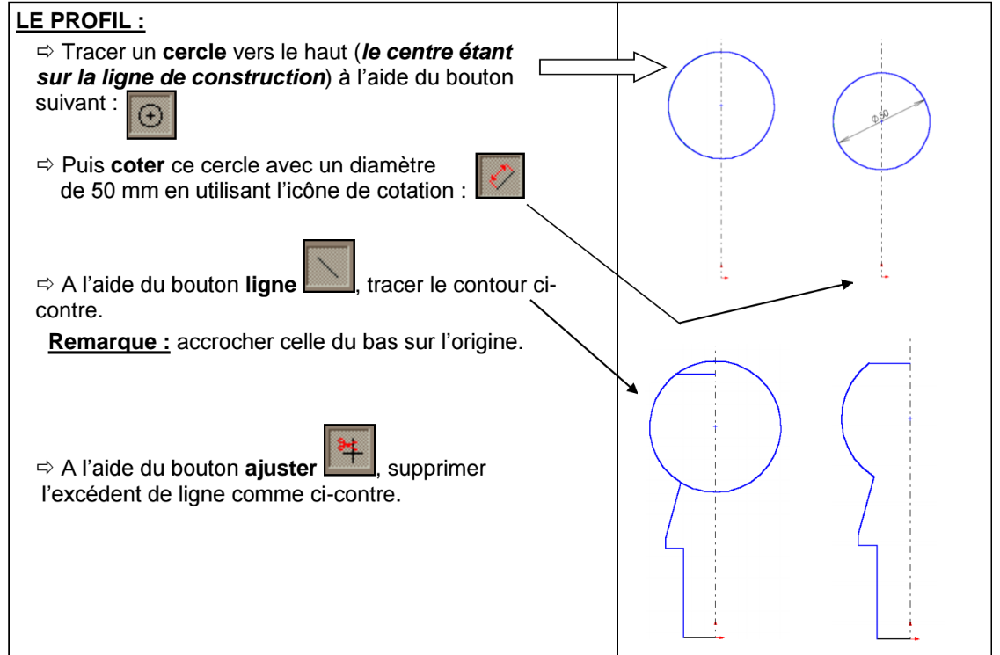 LE PROFIL :
⇨ Tracer un cercle vers le haut (le centre étant
sur la ligne de construction) à l’aide du bouton
suivant :
⇨ Puis coter ce cercle avec un diamètre
de 50 mm en utilisant l’icône de cotation :
⇨ A l’aide du bouton ligne , tracer le contour ci-
contre.
Remarque : accrocher celle du bas sur l’origine.
⇨ A l’aide du bouton ajuster , supprimer
l’excédent de ligne comme ci-contre.
Ø 50